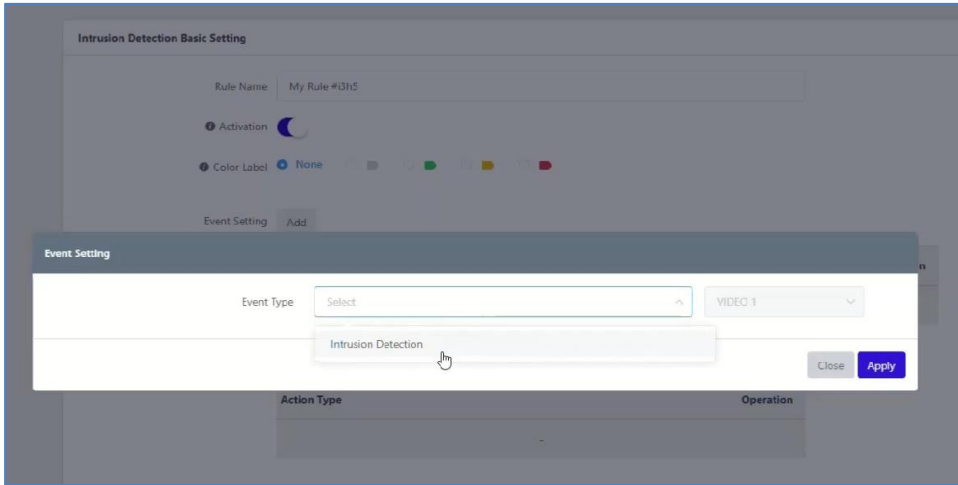 Intrusion Detection Basic Setting
Rule Name My Rule #i3h5
Activation
Color Label None
Event Setting Add
Event Setting
n
Event Type Select VIDEO 1
Intrusion Detection
Close Apply
Action Type Operation
-